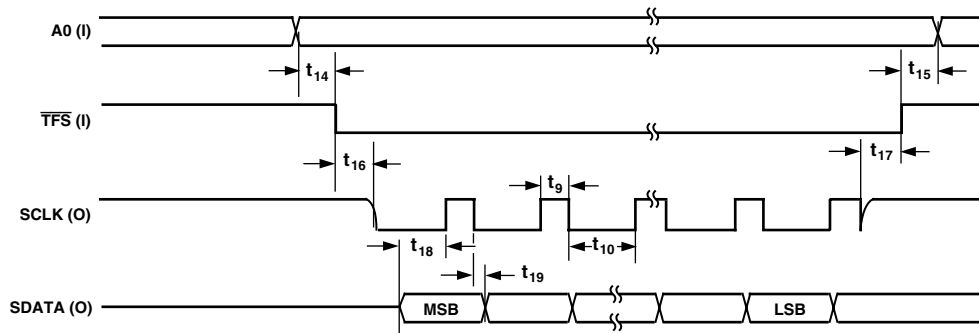 A0 (I)
t14
t15
TFS (I)
t16
t17
t9
SCLK (O)
t18
t10
t19
SDATA (O)
MSB
LSB